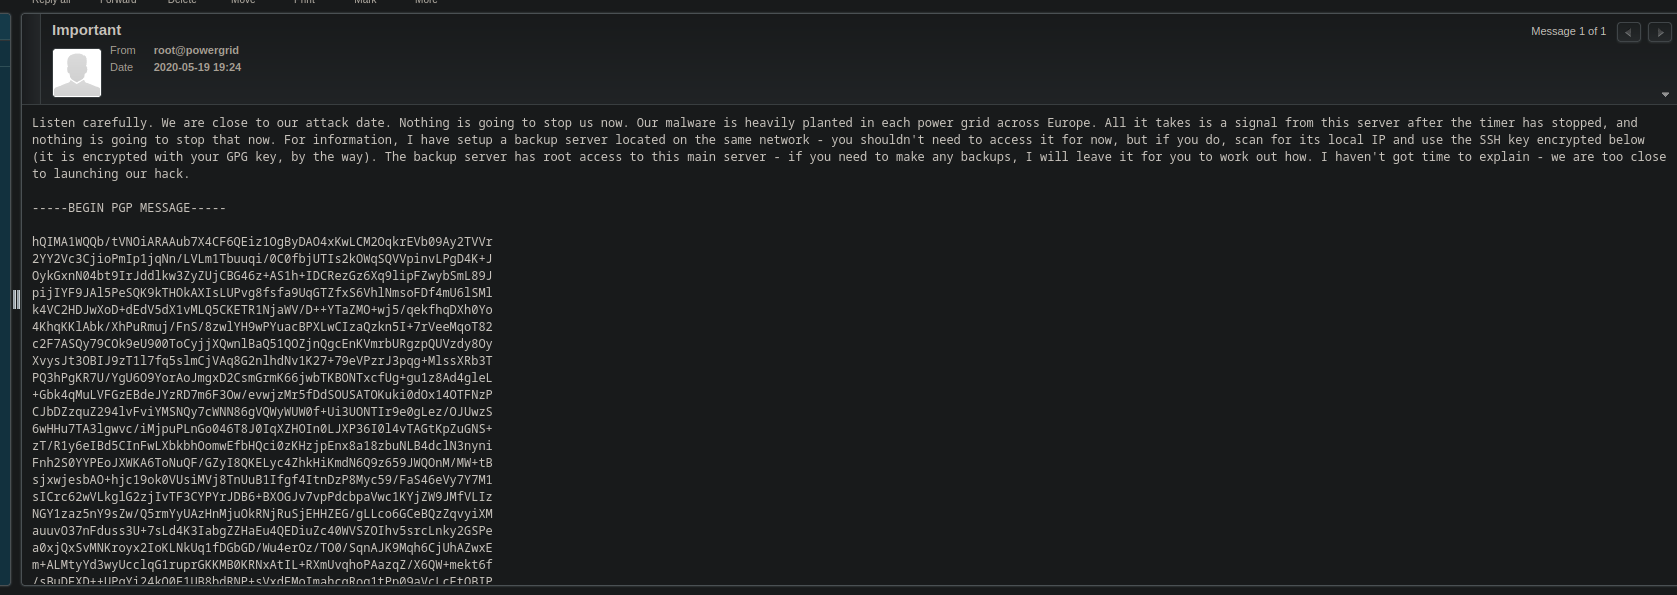 Reply all Forward Delete Move Print Mark More
Important
Message 1 of 1
From root@powergrid
Date 2020-05-19 19:24
Listen carefully. We are close to our attack date. Nothing is going to stop us now. Our malware is heavily planted in each power grid across Europe. All it takes is a signal from this server after the timer has stopped, and
nothing is going to stop that now. For information, I have setup a backup server located on the same network - you shouldn't need to access it for now, but if you do, scan for its local IP and use the SSH key encrypted below
(it is encrypted with your GPG key, by the way). The backup server has root access to this main server - if you need to make any backups, I will leave it for you to work out how. I haven't got time to explain - we are too close
to launching our hack.
-----BEGIN PGP MESSAGE-----
hQIMA1WQQb/tVNOiARAAub7X4CF6QEiz1OgByDAO4xKwLCM2OqkrEVb09Ay2TVVr
2YY2Vc3CjioPmIp1jqNn/LVLm1Tbuuqi/0C0fbjUTIs2kOWqSQVVpinvLPgD4K+J
OykGxnN04bt9IrJddlkw3ZyZUjCBG46z+AS1h+IDCRezGz6Xq9lipFZwybSmL89J
pijIYF9JAl5PeSQK9kTHOkAXIsLUPvg8fsfa9UqGTZfxS6VhlNmsoFDf4mU6lSMl
k4VC2HDJwXoD+dEdV5dX1vMLQ5CKETR1NjaWV/D++YTaZMO+wj5/qekfhqDXh0Yo
4KhqKKlAbk/XhPuRmuj/FnS/8zwlYH9wPYuacBPXLwCIzaQzkn5I+7rVeeMqoT82
c2F7ASQy79COk9eU900ToCyjjXQwnlBaQ51QOZjnQgcEnKVmrbURgzpQUVzdy8Oy
XvysJt3OBIJ9zT1l7fq5slmCjVAq8G2nlhdNv1K27+79eVPzrJ3pqg+MlssXRb3T
PQ3hPgKR7U/YgU6O9YorAoJmgxD2CsmGrmK66jwbTKBONTxcfUg+gu1z8Ad4gleL
+Gbk4qMuLVFGzEBdeJYzRD7m6F3Ow/evwjzMr5fDdSOUSATOKuki0dOx14OTFNzP
CJbDZzquZ294lvFviYMSNQy7cWNN86gVQWyWUW0f+Ui3UONTIr9e0gLez/OJUwzS
6wHHu7TA3lgwvc/iMjpuPLnGo046T8J0IqXZHOIn0LJXP36I0l4vTAGtKpZuGNS+
zT/R1y6eIBd5CInFwLXbkbhOomwEfbHQci0zKHzjpEnx8a18zbuNLB4dclN3nyni
Fnh2S0YYPEoJXWKA6ToNuQF/GZyI8QKELyc4ZhkHiKmdN6Q9z659JWQOnM/MW+tB
sjxwjesbAO+hjc19ok0VUsiMVj8TnUuB1Ifgf4ItnDzP8Myc59/FaS46eVy7Y7M1
sICrc62wVLkglG2zjIvTF3CYPYrJDB6+BXOGJv7vpPdcbpaVwc1KYjZW9JMfVLIz
NGY1zaz5nY9sZw/Q5rmYyUAzHnMjuOkRNjRuSjEHHZEG/gLLco6GCeBQzZqvyiXM
auuvO37nFduss3U+7sLd4K3IabgZZHaEu4QEDiuZc40WVSZOIhv5srcLnky2GSPe
a0xjQxSvMNKroyx2IoKLNkUq1fDGbGD/Wu4erOz/TO0/SqnAJK9Mqh6CjUhAZwxE
m+ALMtyYd3wyUcclqG1ruprGKKMB0KRNxAtIL+RXmUvqhoPAazqZ/X6QW+mekt6f